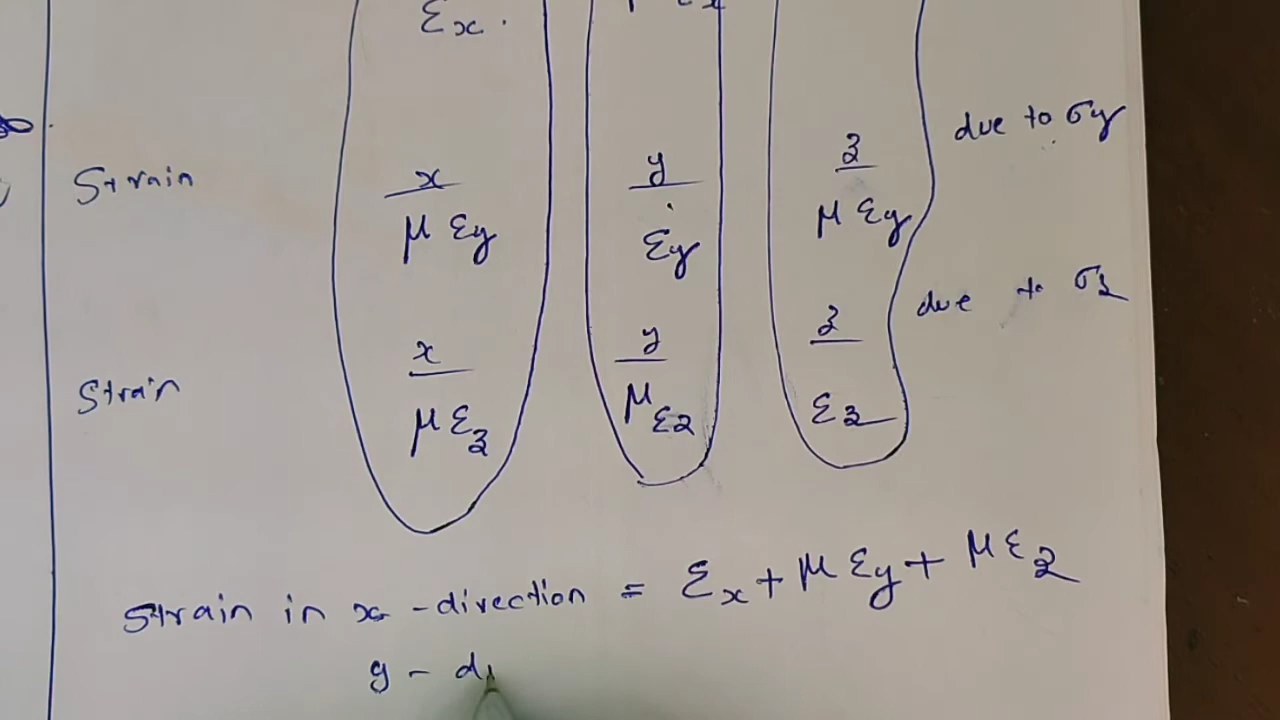 εx.
due to σy
x y z
Strain
μ εy εy μ εy
due to σz
x y z
Strain
μ εz μ εz εz
Strain in x - direction = εx + μ εy + μ εz
y - di